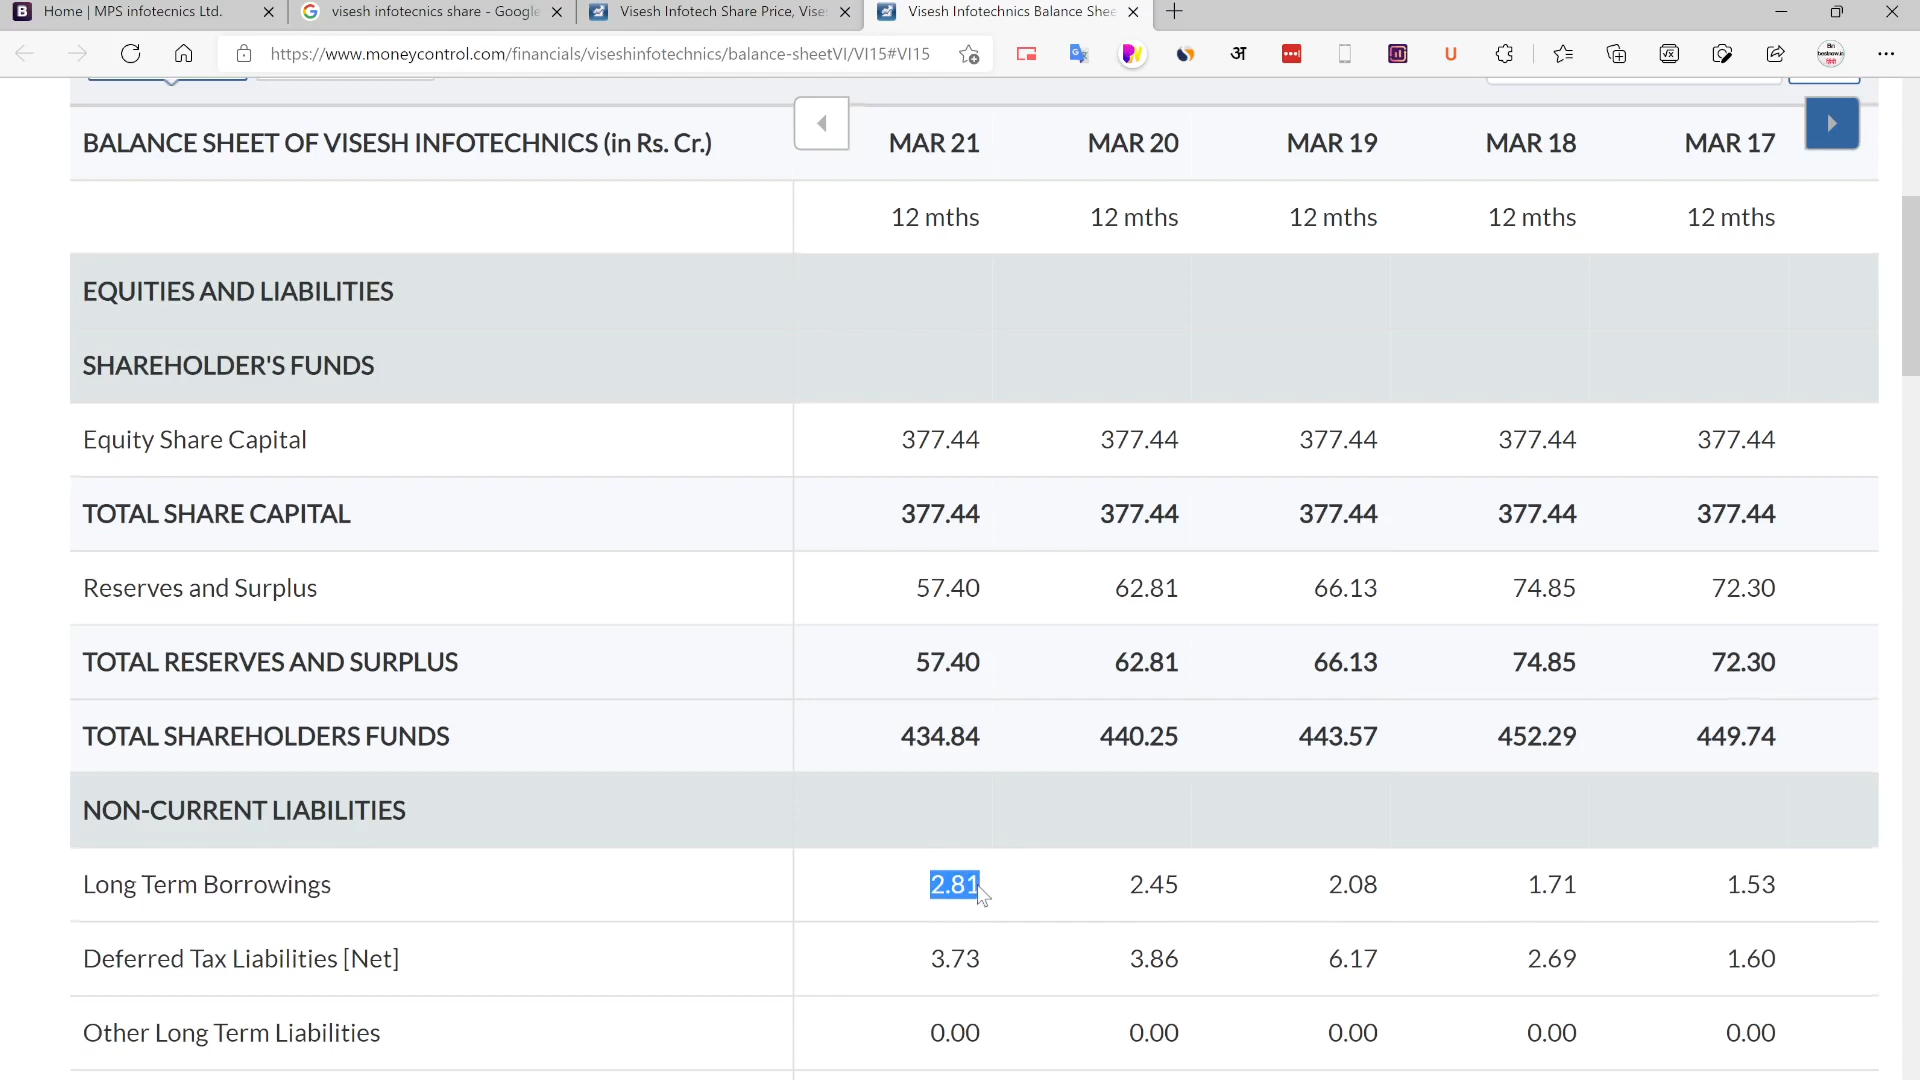 Home | MPS infotecnics Ltd.
visesh infotecnics share - Google
Visesh Infotech Share Price, Vise
Visesh Infotechnics Balance Shee
https://www.moneycontrol.com/financials/viseshinfotechnics/balance-sheetVI/VI15#VI15
BALANCE SHEET OF VISESH INFOTECHNICS (in Rs. Cr.) MAR 21 MAR 20 MAR 19 MAR 18 MAR 17
12 mths 12 mths 12 mths 12 mths 12 mths
EQUITIES AND LIABILITIES
SHAREHOLDER'S FUNDS
Equity Share Capital 377.44 377.44 377.44 377.44 377.44
TOTAL SHARE CAPITAL 377.44 377.44 377.44 377.44 377.44
Reserves and Surplus 57.40 62.81 66.13 74.85 72.30
TOTAL RESERVES AND SURPLUS 57.40 62.81 66.13 74.85 72.30
TOTAL SHAREHOLDERS FUNDS 434.84 440.25 443.57 452.29 449.74
NON-CURRENT LIABILITIES
Long Term Borrowings 2.81 2.45 2.08 1.71 1.53
Deferred Tax Liabilities [Net] 3.73 3.86 6.17 2.69 1.60
Other Long Term Liabilities 0.00 0.00 0.00 0.00 0.00